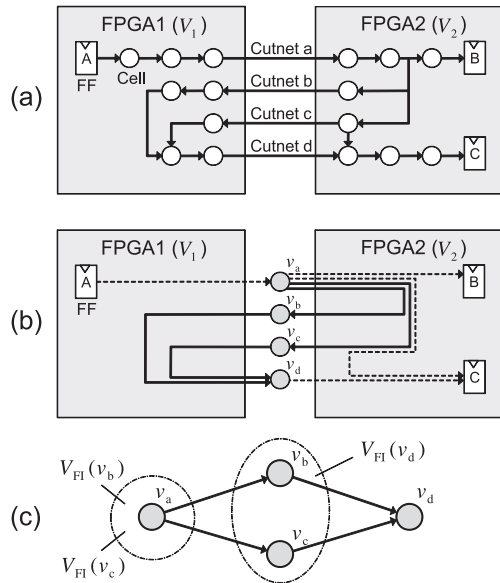 FPGA1 (V1) FPGA2 (V2)
A Cutnet a B
FF Cell
Cutnet b
(a)
Cutnet c
Cutnet d C
FPGA1 (V1) FPGA2 (V2)
va
A B
FF
vb
(b)
vc
vd C
VFI(vb) vb VFI(vd)
va vd
(c)
VFI(vc) vc